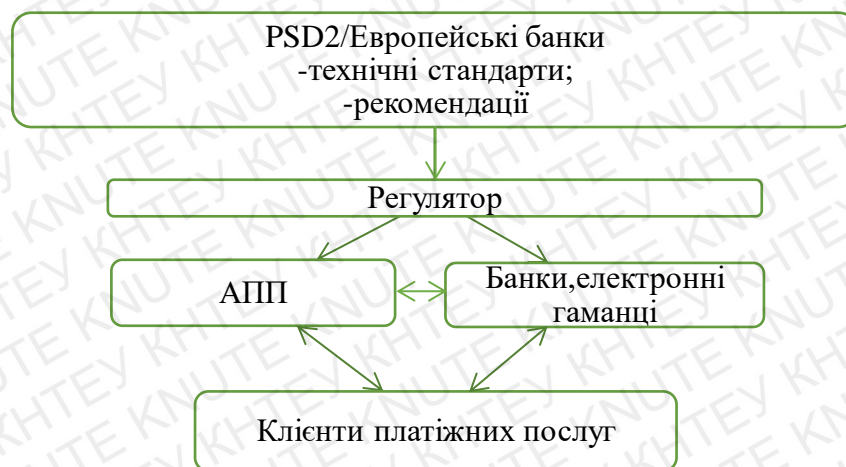 PSD2/Европейські банки
-технічні стандарти;
-рекомендації
Регулятор
АПП
Банки,електронні
гаманці
Клієнти платіжних послуг